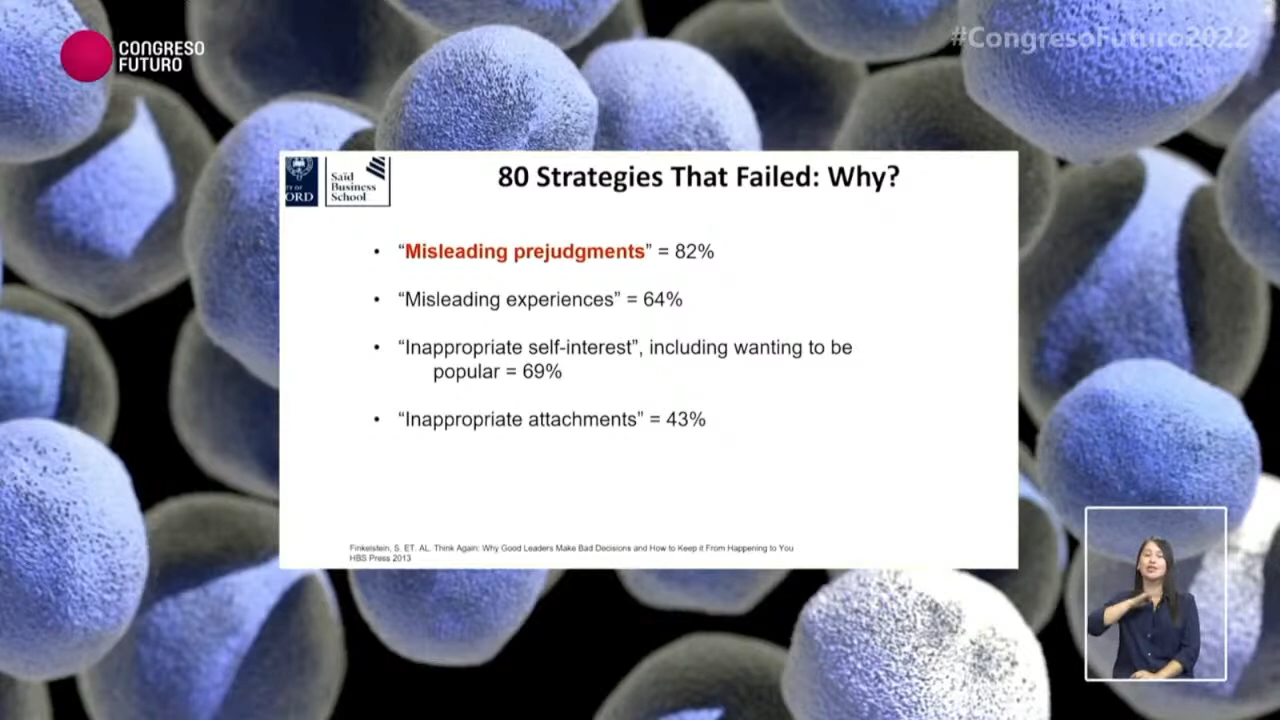 CONGRESO
FUTURO
#CongresoFuturo2022
Saïd
Business
School
ORD
80 Strategies That Failed: Why?
• “Misleading prejudgments” = 82%
• “Misleading experiences” = 64%
• “Inappropriate self-interest”, including wanting to be
popular = 69%
• “Inappropriate attachments” = 43%
Finkelstein, S. ET. AL. Think Again: Why Good Leaders Make Bad Decisions and How to Keep it From Happening to You
HBS Press 2013